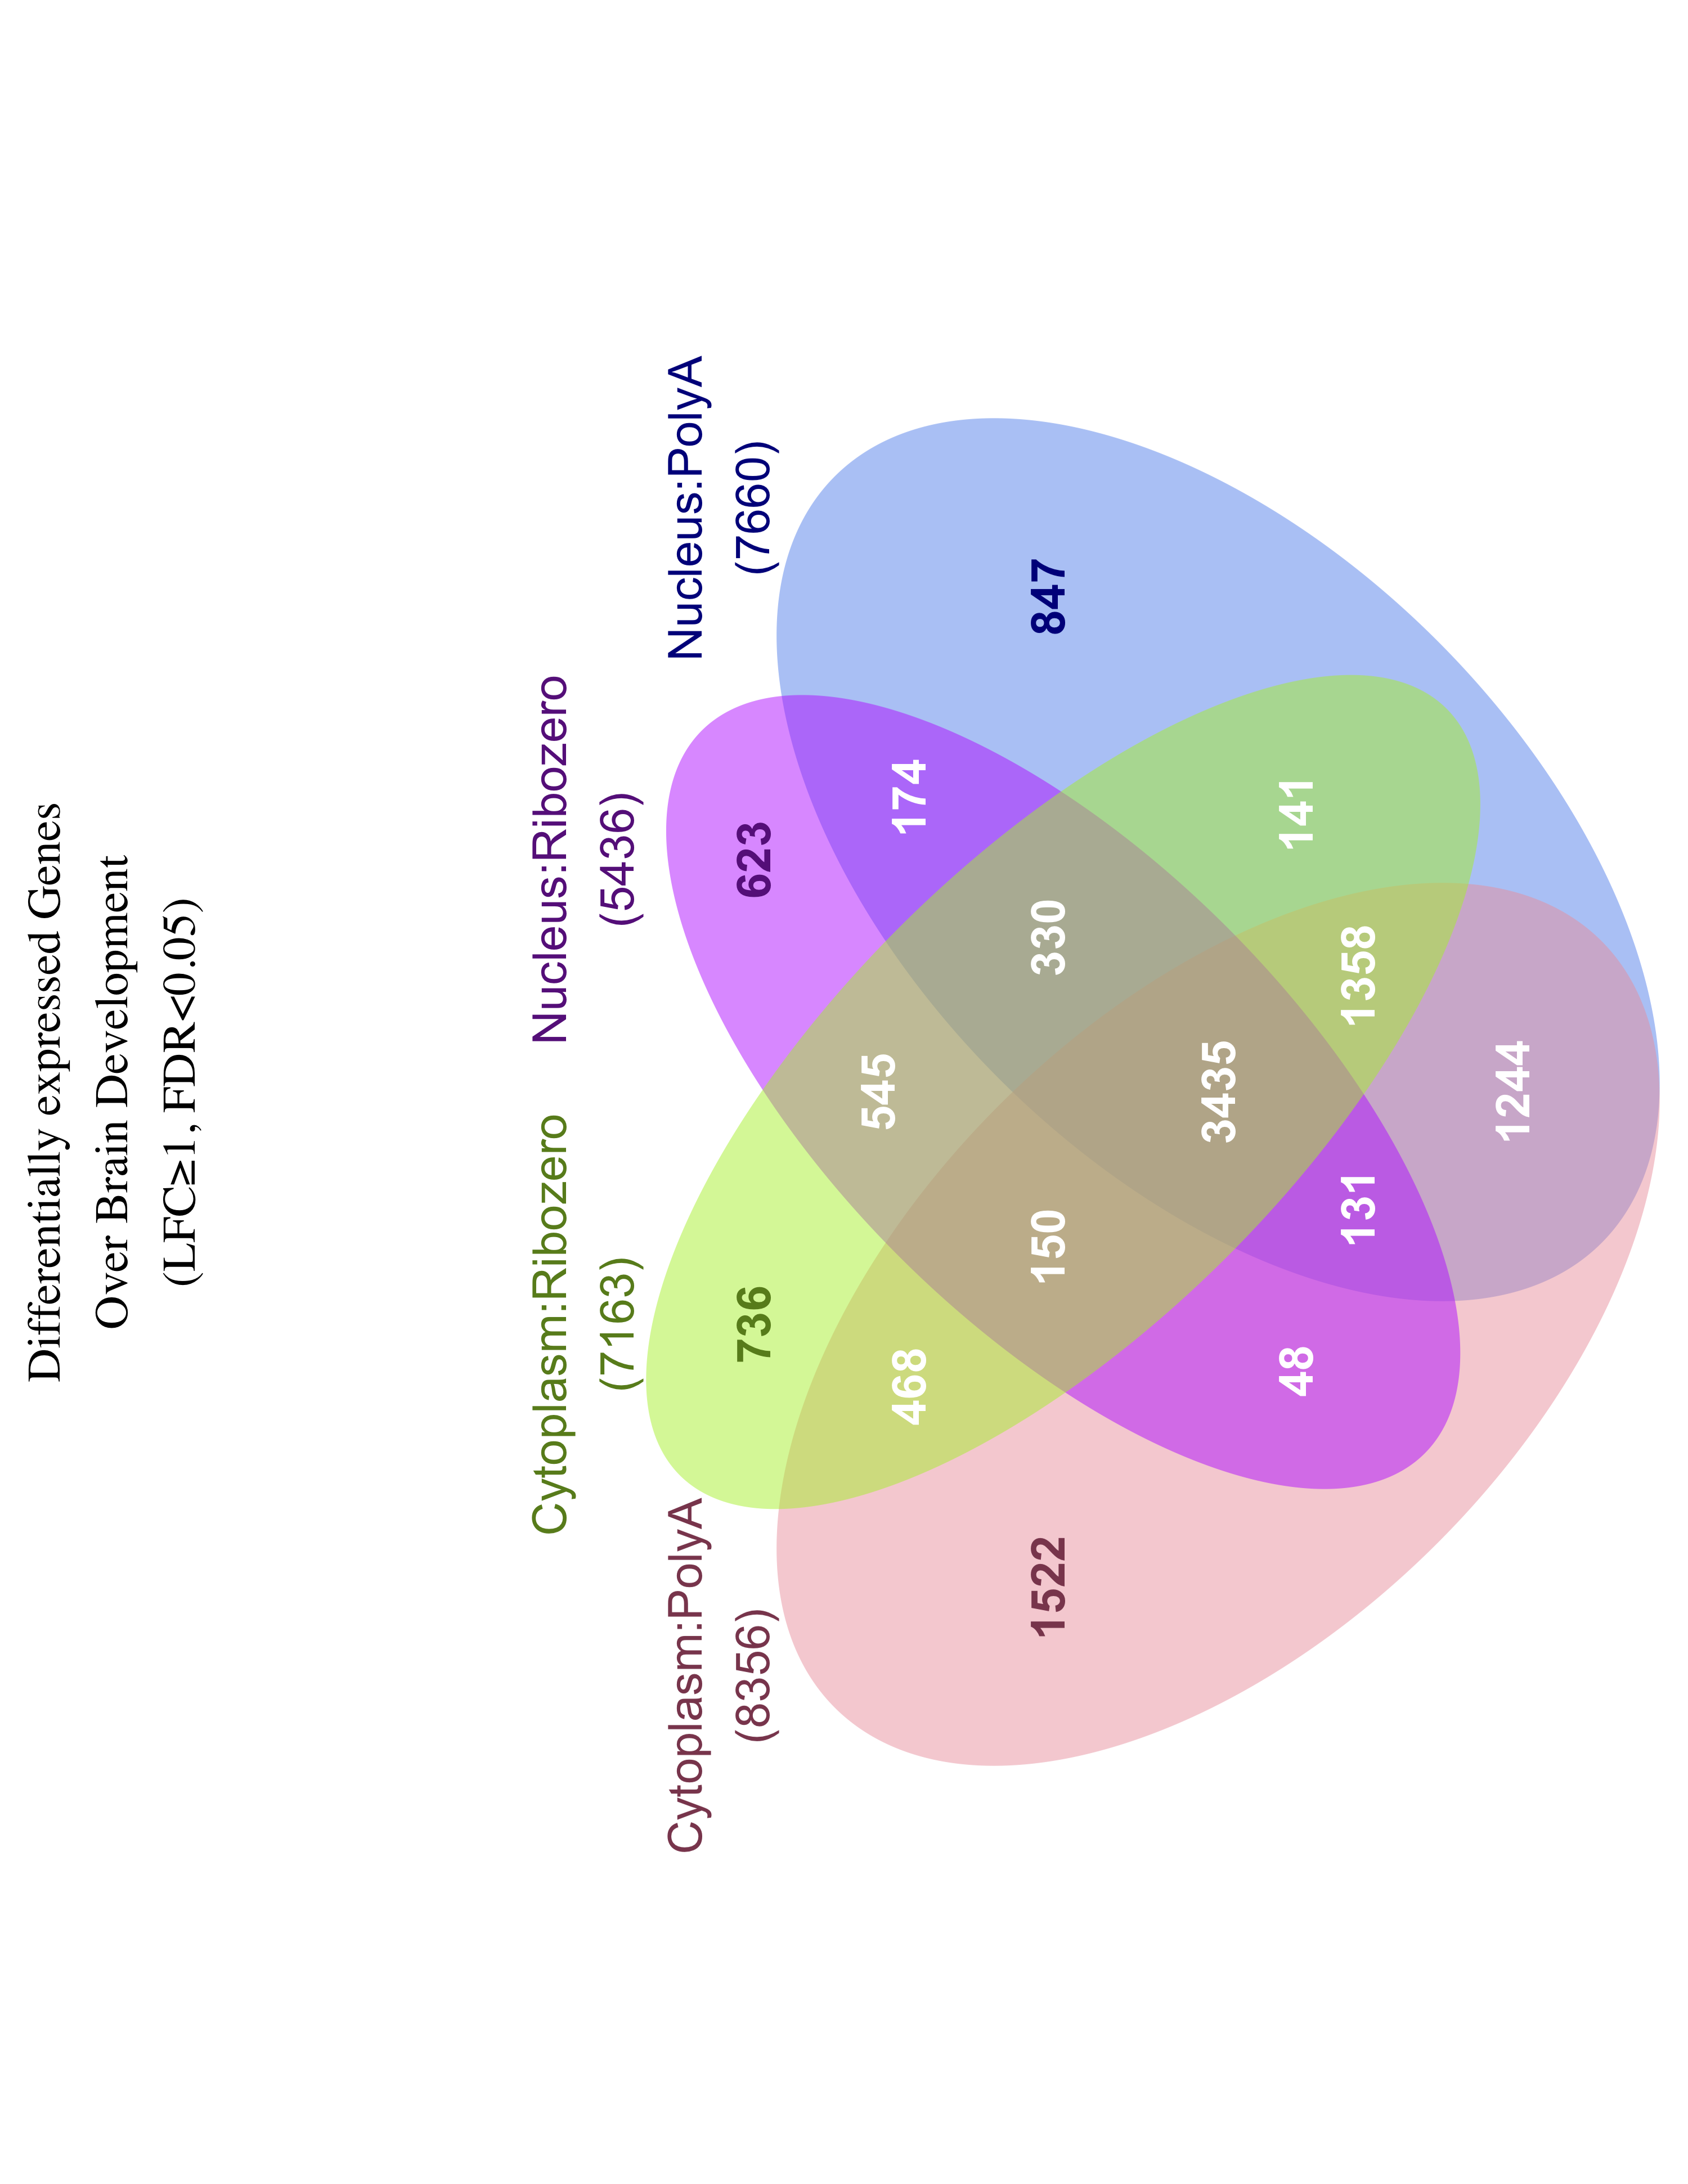 Differentially expressed Genes
Over Brain Development
(LFC≥1, FDR<0.05)
Cytoplasm:Ribozero
(7163)
Nucleus:Ribozero
(5436)
Cytoplasm:PolyA
(8356)
Nucleus:PolyA
(7660)
736
623
545
468
174
1522
150
330
847
3435
48
141
131
1358
1244